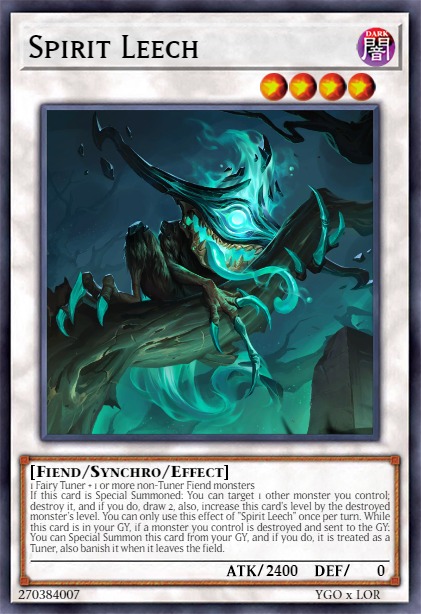 Spirit Leech
DARK
闇
[Fiend/Synchro/Effect]
1 Fairy Tuner + 1 or more non-Tuner Fiend monsters
If this card is Special Summoned: You can target 1 other monster you control;
destroy it, and if you do, draw 2, also, increase this card's level by the destroyed
monster's level. You can only use this effect of "Spirit Leech" once per turn. While
this card is in your GY, if a monster you control is destroyed and sent to the GY:
You can Special Summon this card from your GY, and if you do, it is treated as a
Tuner, also banish it when it leaves the field.
ATK/2400 DEF/ 0
270384007 YGO x LOR